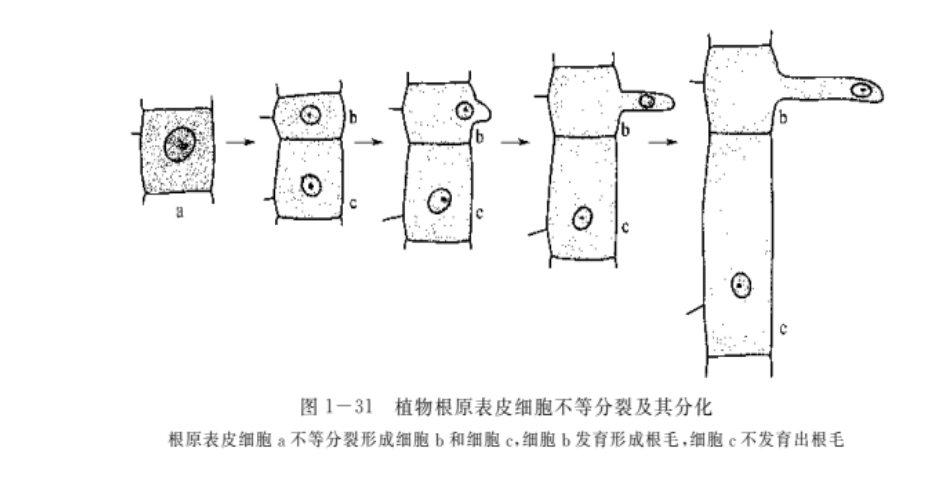 b
b
b
b
a
c
c
c
c
图 1-31 植物根原表皮细胞不等分裂及其分化
根原表皮细胞 a 不等分裂形成细胞 b 和细胞 c,细胞 b 发育形成根毛,细胞 c 不发育出根毛